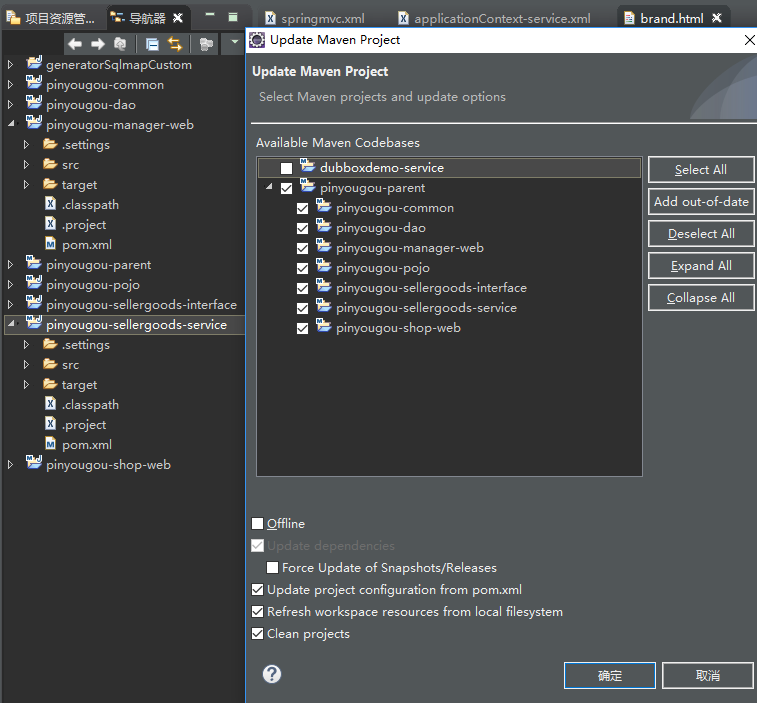 项目资源管...
导航器
springmvc.xml
applicationContext-service.xml
brand.html
generatorSqlmapCustom
pinyougou-common
pinyougou-dao
pinyougou-manager-web
.settings
src
target
.classpath
.project
pom.xml
pinyougou-parent
pinyougou-pojo
pinyougou-sellergoods-interface
pinyougou-sellergoods-service
.settings
src
target
.classpath
.project
pom.xml
pinyougou-shop-web
Update Maven Project
Update Maven Project
Select Maven projects and update options
Available Maven Codebases
dubboxdemo-service
pinyougou-parent
pinyougou-common
pinyougou-dao
pinyougou-manager-web
pinyougou-pojo
pinyougou-sellergoods-interface
pinyougou-sellergoods-service
pinyougou-shop-web
Select All
Add out-of-date
Deselect All
Expand All
Collapse All
Offline
Update dependencies
Force Update of Snapshots/Releases
Update project configuration from pom.xml
Refresh workspace resources from local filesystem
Clean projects
确定
取消